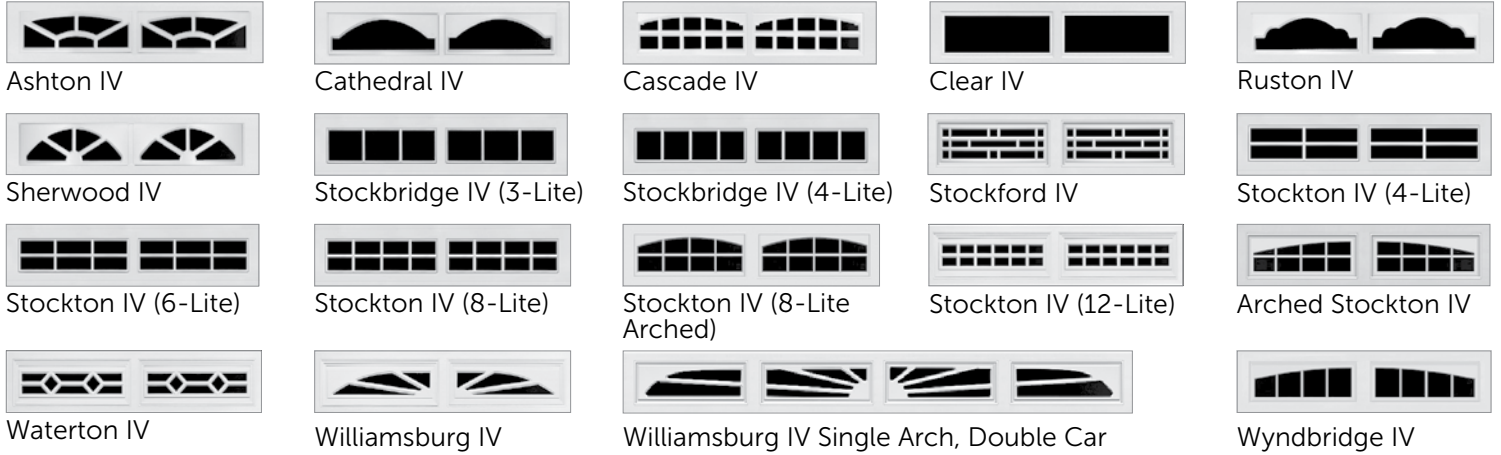 Ashton IV
Cathedral IV
Cascade IV
Clear IV
Ruston IV
Sherwood IV
Stockbridge IV (3-Lite)
Stockbridge IV (4-Lite)
Stockford IV
Stockton IV (4-Lite)
Stockton IV (6-Lite)
Stockton IV (8-Lite)
Stockton IV (8-Lite
Arched)
Stockton IV (12-Lite)
Arched Stockton IV
Waterton IV
Williamsburg IV
Williamsburg IV Single Arch, Double Car
Wyndbridge IV